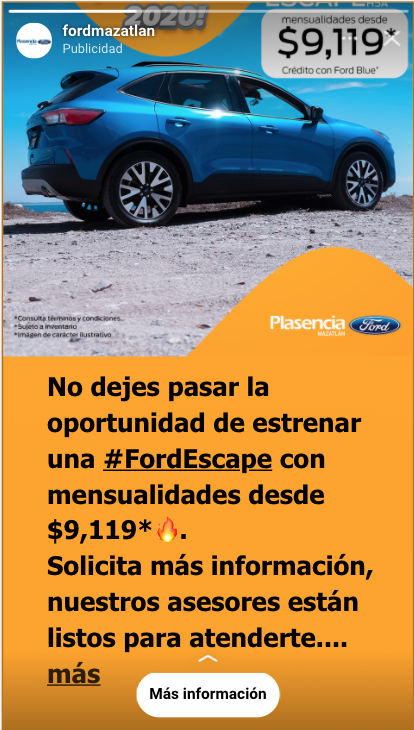 2020!
ESCAPE
mensualidades desde
$9,119*
Crédito con Ford Blue*
fordmazatlan
Publicidad
*Consulta términos y condiciones.
*Sujeto a inventario
*Imágen de carácter ilustrativo
Plasencia
MAZATLÁN
Ford
No dejes pasar la
oportunidad de estrenar
una #FordEscape con
mensualidades desde
$9,119*🔥.
Solicita más información,
nuestros asesores están
listos para atenderte....
más
Más información